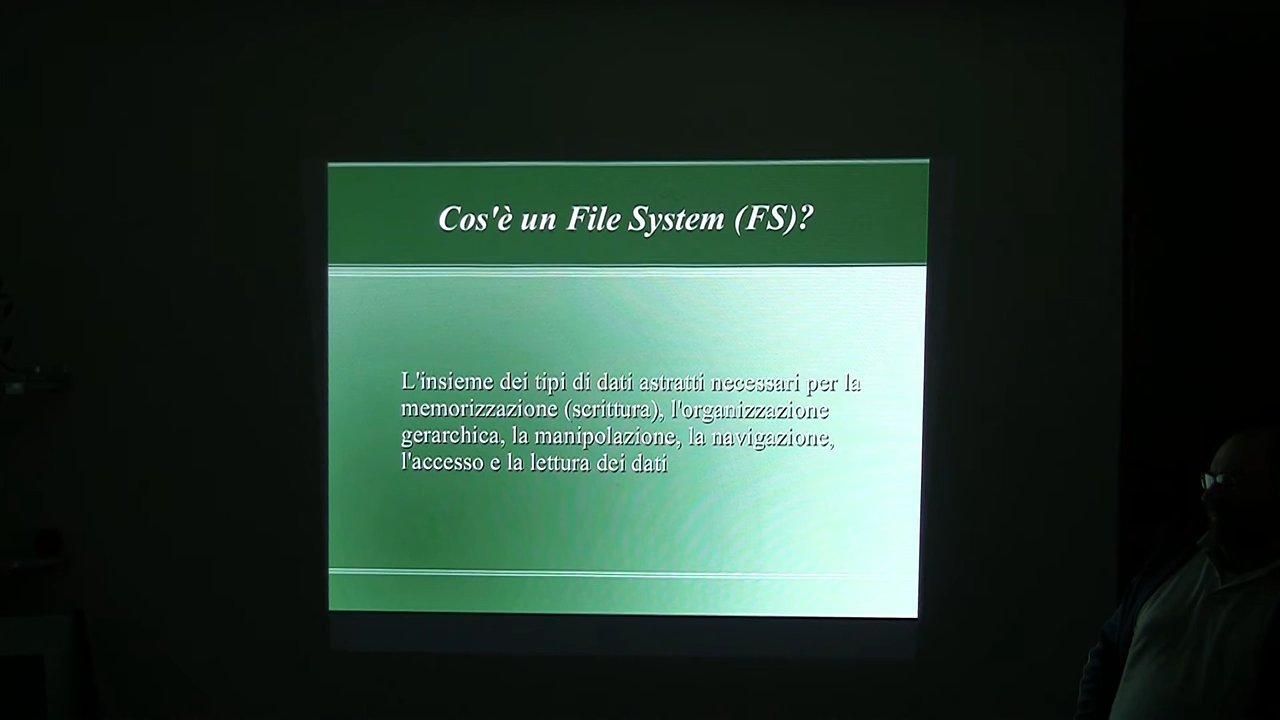 Cos'è un File System (FS)?
L'insieme dei tipi di dati astratti necessari per la
memorizzazione (scrittura), l'organizzazione
gerarchica, la manipolazione, la navigazione,
l'accesso e la lettura dei dati